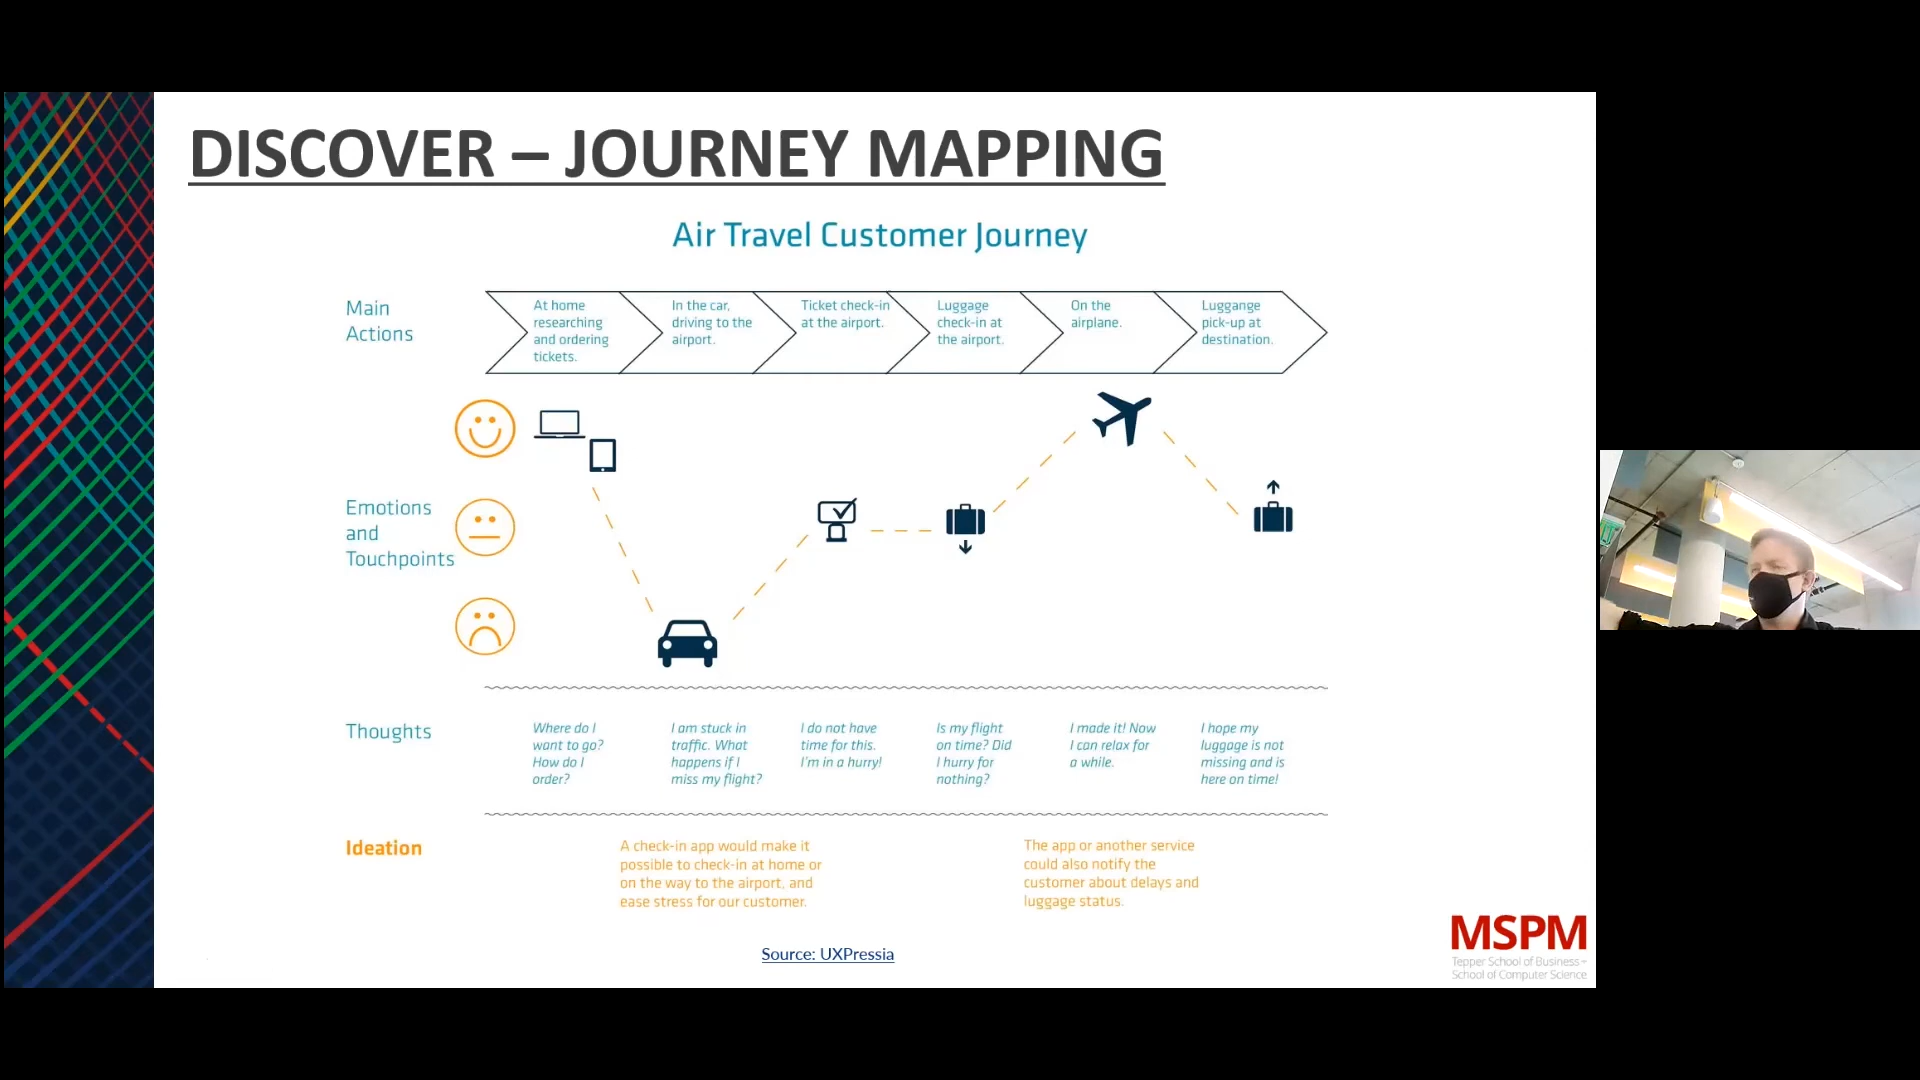 DISCOVER – JOURNEY MAPPING
Air Travel Customer Journey
Main
Actions
At home
researching
and ordering
tickets.
In the car,
driving to the
airport.
Ticket check-in
at the airport.
Luggage
check-in at
the airport.
On the
airplane.
Luggange
pick-up at
destination.
Emotions
and
Touchpoints
Thoughts
Where do I
want to go?
How do I
order?
I am stuck in
traffic. What
happens if I
miss my flight?
I do not have
time for this.
I'm in a hurry!
Is my flight
on time? Did
I hurry for
nothing?
I made it! Now
I can relax for
a while.
I hope my
luggage is not
missing and is
here on time!
Ideation
A check-in app would make it
possible to check-in at home or
on the way to the airport, and
ease stress for our customer.
The app or another service
could also notify the
customer about delays and
luggage status.
Source: UXPressia
MSPM
Tepper School of Business –
School of Computer Science